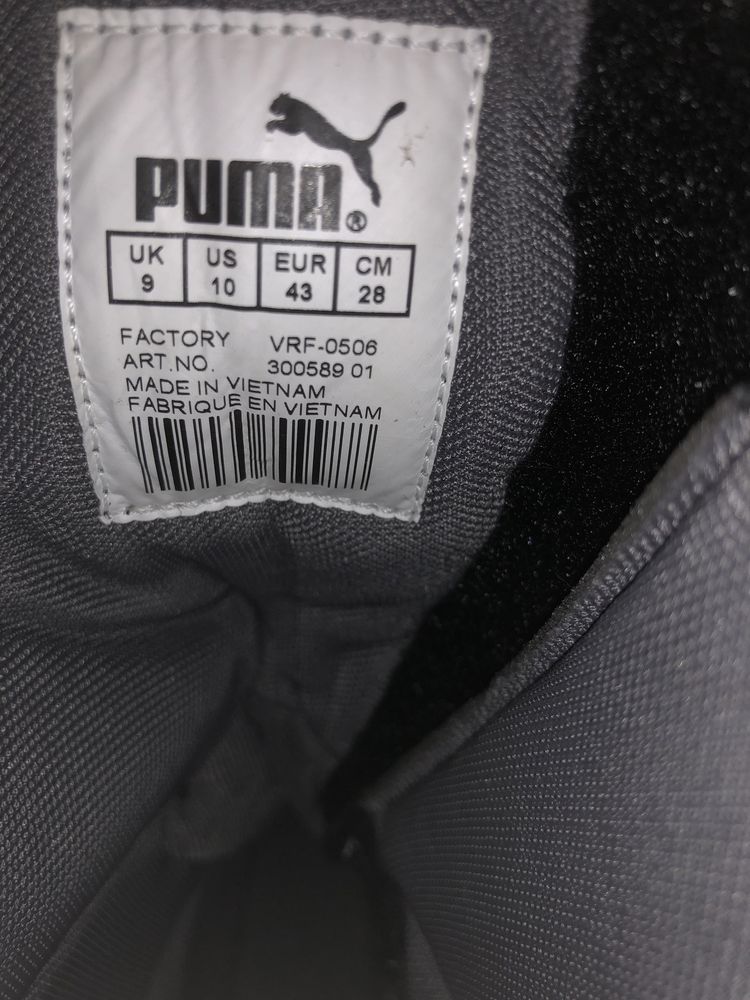 PUMA®
UK US EUR CM
9 10 43 28
FACTORY VRF-0506
ART.NO. 300589 01
MADE IN VIETNAM
FABRIQUE EN VIETNAM